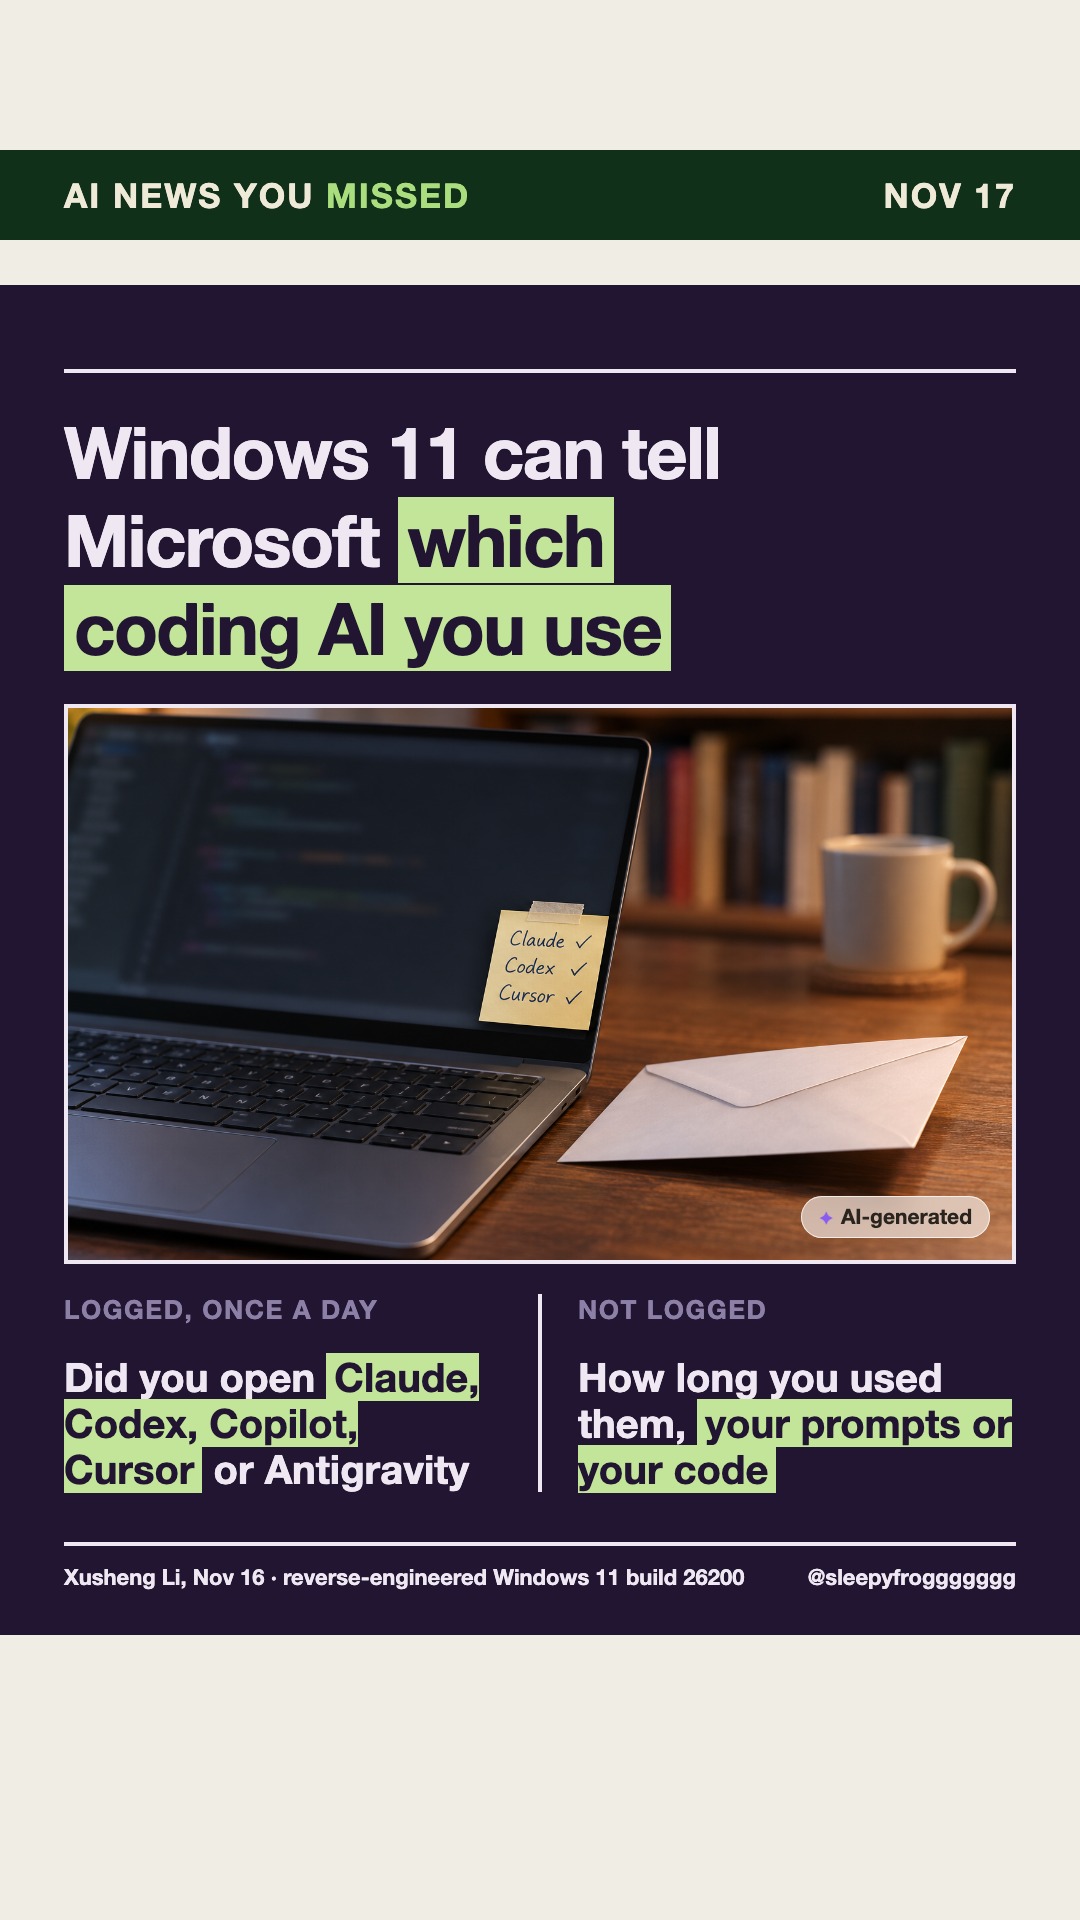 AI NEWS YOU MISSED
NOV 17
Windows 11 can tell
Microsoft which
coding AI you use
Claude ✓
Codex ✓
Cursor ✓
AI-generated
LOGGED, ONCE A DAY
Did you open Claude,
Codex, Copilot,
Cursor or Antigravity
NOT LOGGED
How long you used
them, your prompts or
your code
Xusheng Li, Nov 16 · reverse-engineered Windows 11 build 26200
@sleepyfroggggggg